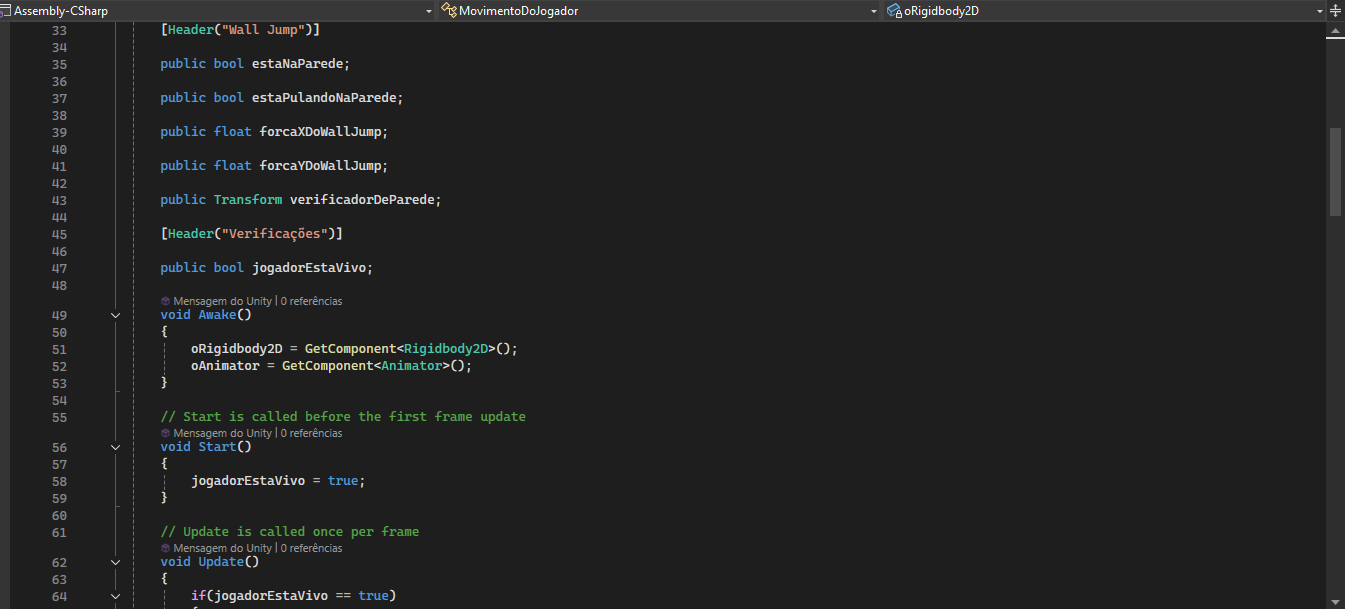 Assembly-CSharp MovimentoDoJogador oRigidbody2D
33 [Header("Wall Jump")]
34
35 public bool estaNaParede;
36
37 public bool estaPulandoNaParede;
38
39 public float forcaXDoWallJump;
40
41 public float forcaYDoWallJump;
42
43 public Transform verificadorDeParede;
44
45 [Header("Verificações")]
46
47 public bool jogadorEstaVivo;
48
Mensagem do Unity | 0 referências
49 void Awake()
50 {
51 oRigidbody2D = GetComponent<Rigidbody2D>();
52 oAnimator = GetComponent<Animator>();
53 }
54
55 // Start is called before the first frame update
Mensagem do Unity | 0 referências
56 void Start()
57 {
58 jogadorEstaVivo = true;
59 }
60
61 // Update is called once per frame
Mensagem do Unity | 0 referências
62 void Update()
63 {
64 if(jogadorEstaVivo == true)